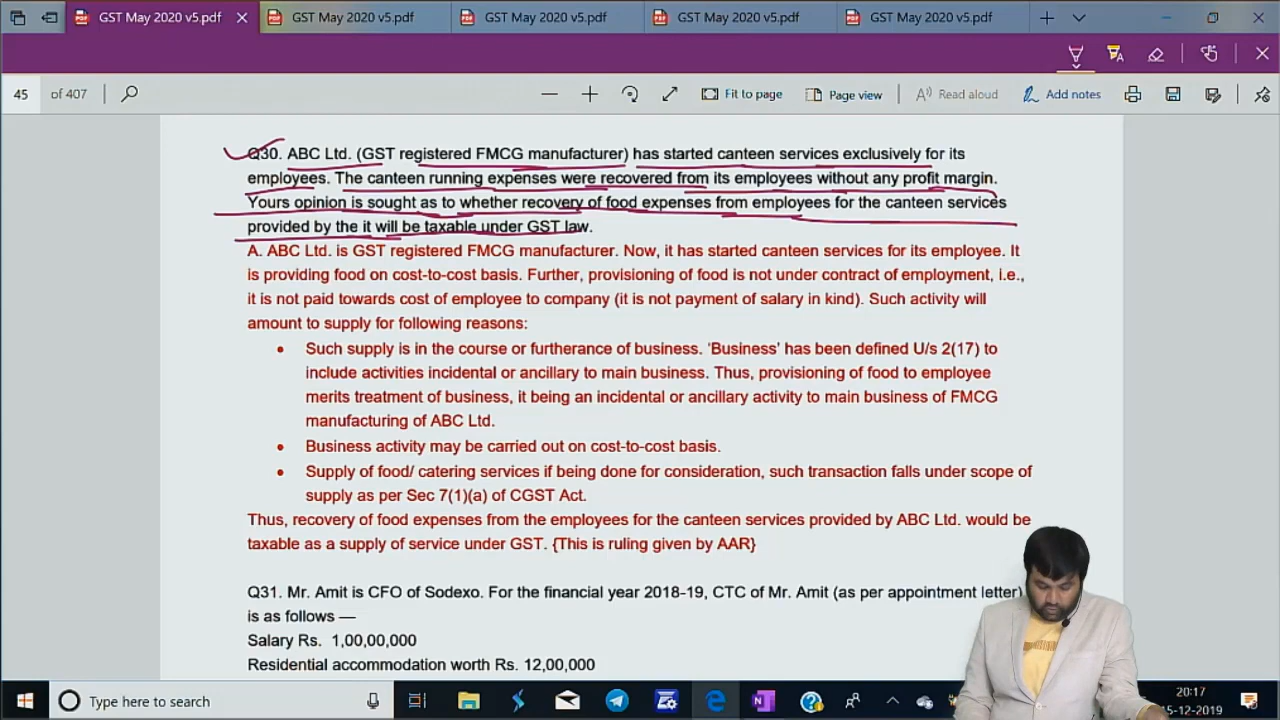 GST May 2020 v5.pdf
GST May 2020 v5.pdf
GST May 2020 v5.pdf
GST May 2020 v5.pdf
GST May 2020 v5.pdf
45 of 407
Fit to page
Page view
Read aloud
Add notes
Q30. ABC Ltd. (GST registered FMCG manufacturer) has started canteen services exclusively for its
employees. The canteen running expenses were recovered from its employees without any profit margin.
Yours opinion is sought as to whether recovery of food expenses from employees for the canteen services
provided by the it will be taxable under GST law.
A. ABC Ltd. is GST registered FMCG manufacturer. Now, it has started canteen services for its employee. It
is providing food on cost-to-cost basis. Further, provisioning of food is not under contract of employment, i.e.,
it is not paid towards cost of employee to company (it is not payment of salary in kind). Such activity will
amount to supply for following reasons:
• Such supply is in the course or furtherance of business. ‘Business’ has been defined U/s 2(17) to
include activities incidental or ancillary to main business. Thus, provisioning of food to employee
merits treatment of business, it being an incidental or ancillary activity to main business of FMCG
manufacturing of ABC Ltd.
• Business activity may be carried out on cost-to-cost basis.
• Supply of food/ catering services if being done for consideration, such transaction falls under scope of
supply as per Sec 7(1)(a) of CGST Act.
Thus, recovery of food expenses from the employees for the canteen services provided by ABC Ltd. would be
taxable as a supply of service under GST. {This is ruling given by AAR}
Q31. Mr. Amit is CFO of Sodexo. For the financial year 2018-19, CTC of Mr. Amit (as per appointment letter)
is as follows —
Salary Rs. 1,00,00,000
Residential accommodation worth Rs. 12,00,000
Type here to search
20:17
15-12-2019